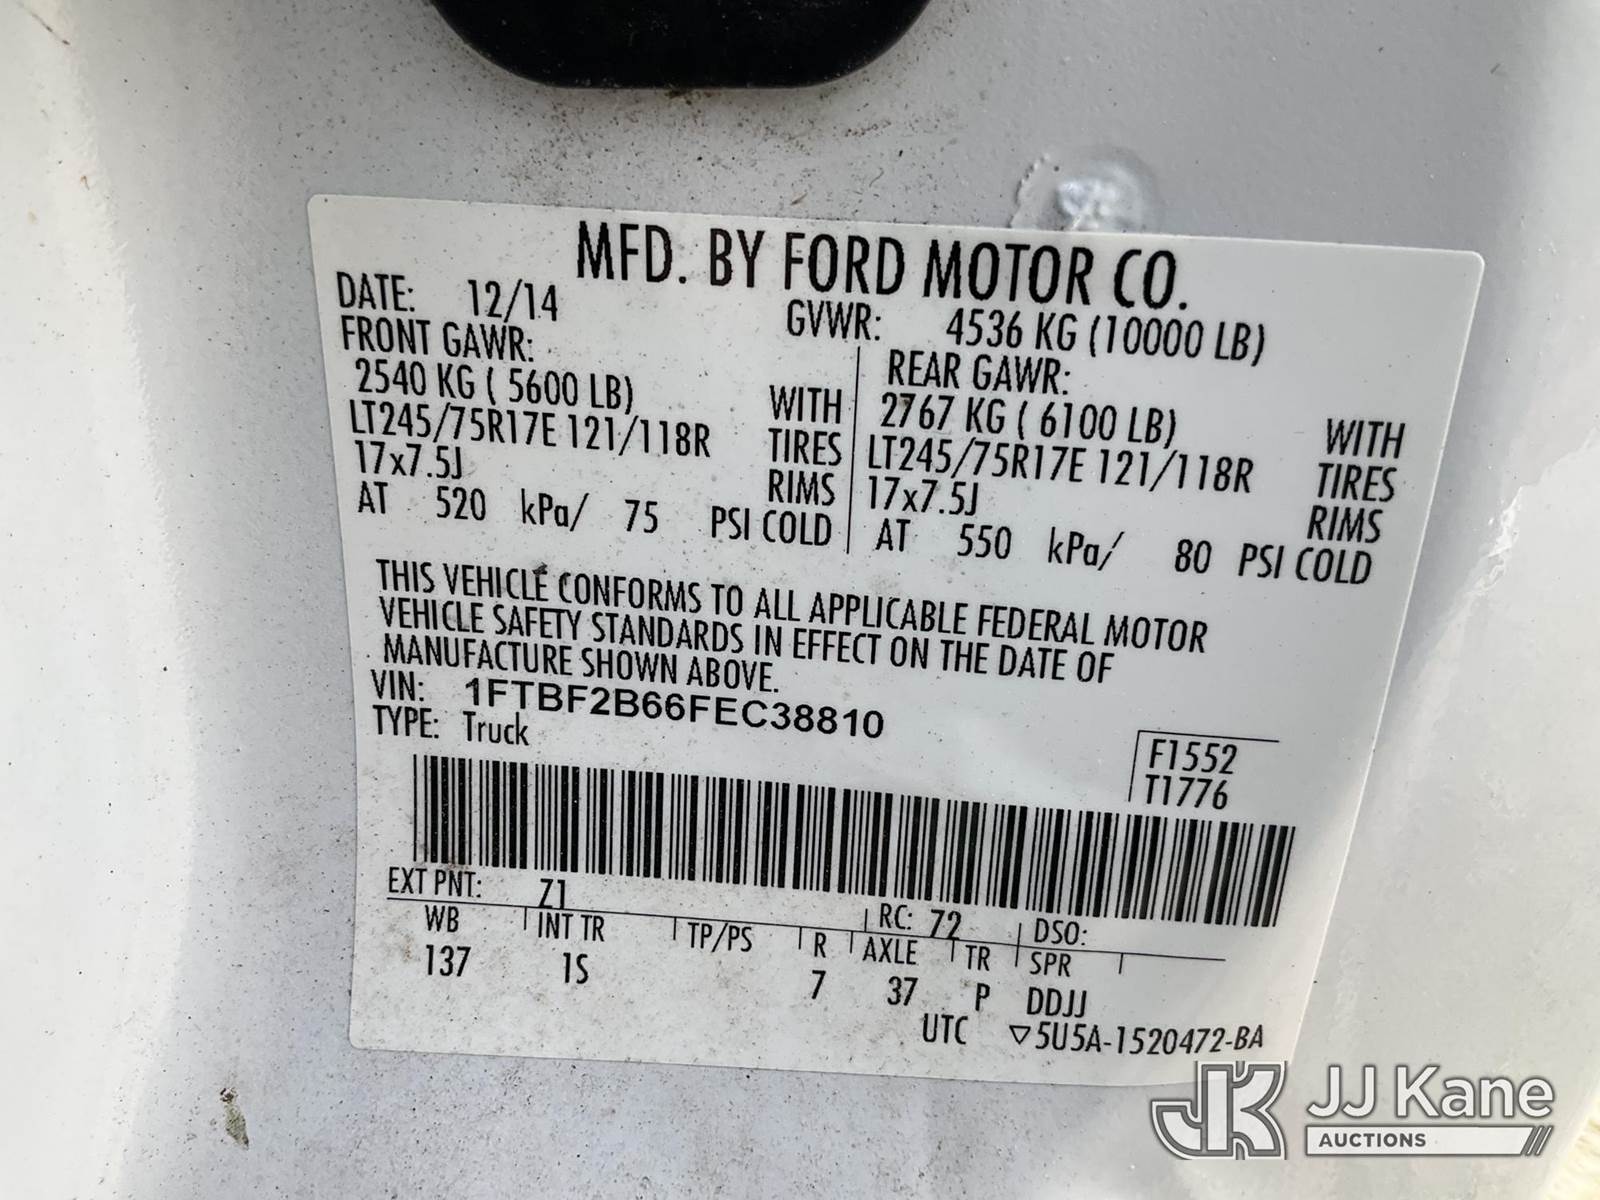 MFD. BY FORD MOTOR CO.
DATE: 12/14 GVWR: 4536 KG (10000 LB)
FRONT GAWR: REAR GAWR:
2540 KG ( 5600 LB) WITH 2767 KG ( 6100 LB) WITH
LT245/75R17E 121/118R TIRES LT245/75R17E 121/118R TIRES
17x7.5J RIMS 17x7.5J RIMS
AT 520 kPa/ 75 PSI COLD AT 550 kPa/ 80 PSI COLD
THIS VEHICLE CONFORMS TO ALL APPLICABLE FEDERAL MOTOR
VEHICLE SAFETY STANDARDS IN EFFECT ON THE DATE OF
MANUFACTURE SHOWN ABOVE.
VIN: 1FTBF2B66FEC38810
TYPE: Truck
F1552
T1776
EXT PNT: Z1 RC: 72 DSO:
WB INT TR TP/PS R AXLE TR SPR
137 1S 7 37 P DDJJ
UTC ▽5U5A-1520472-BA
JK JJ Kane
AUCTIONS